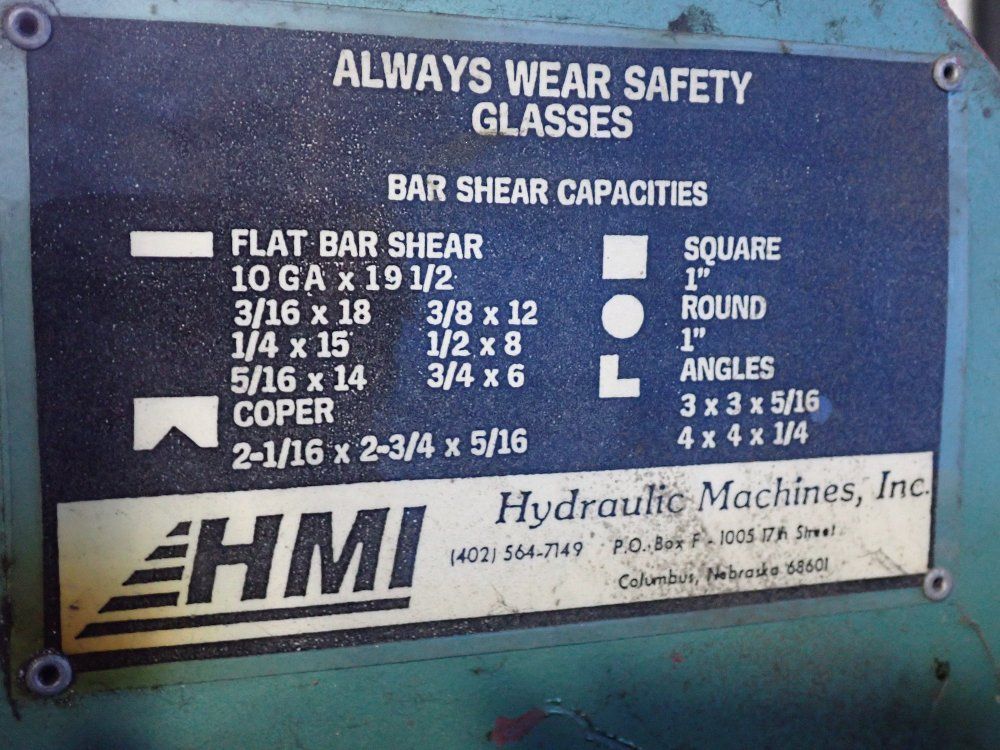 ALWAYS WEAR SAFETY
GLASSES
BAR SHEAR CAPACITIES
FLAT BAR SHEAR
10 GA x 19 1/2
3/16 x 18 3/8 x 12
1/4 x 15 1/2 x 8
5/16 x 14 3/4 x 6
COPER
2-1/16 x 2-3/4 x 5/16
SQUARE
1"
ROUND
1"
ANGLES
3 x 3 x 5/16
4 x 4 x 1/4
HMI
Hydraulic Machines, Inc.
(402) 564-7149 P.O. Box F - 1005 17th Street
Columbus, Nebraska 68601